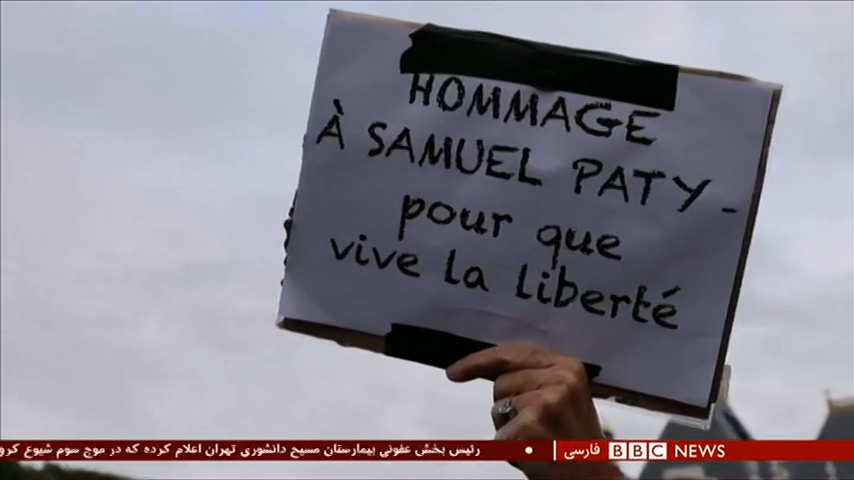 HOMMAGE
À SAMUEL PATY -
pour que
vive la liberté
رئیس بخش عفونی بیمارستان مسیح دانشوری تهران اعلام کرده که در موج سوم شیوع کرو
فارسی BBC NEWS